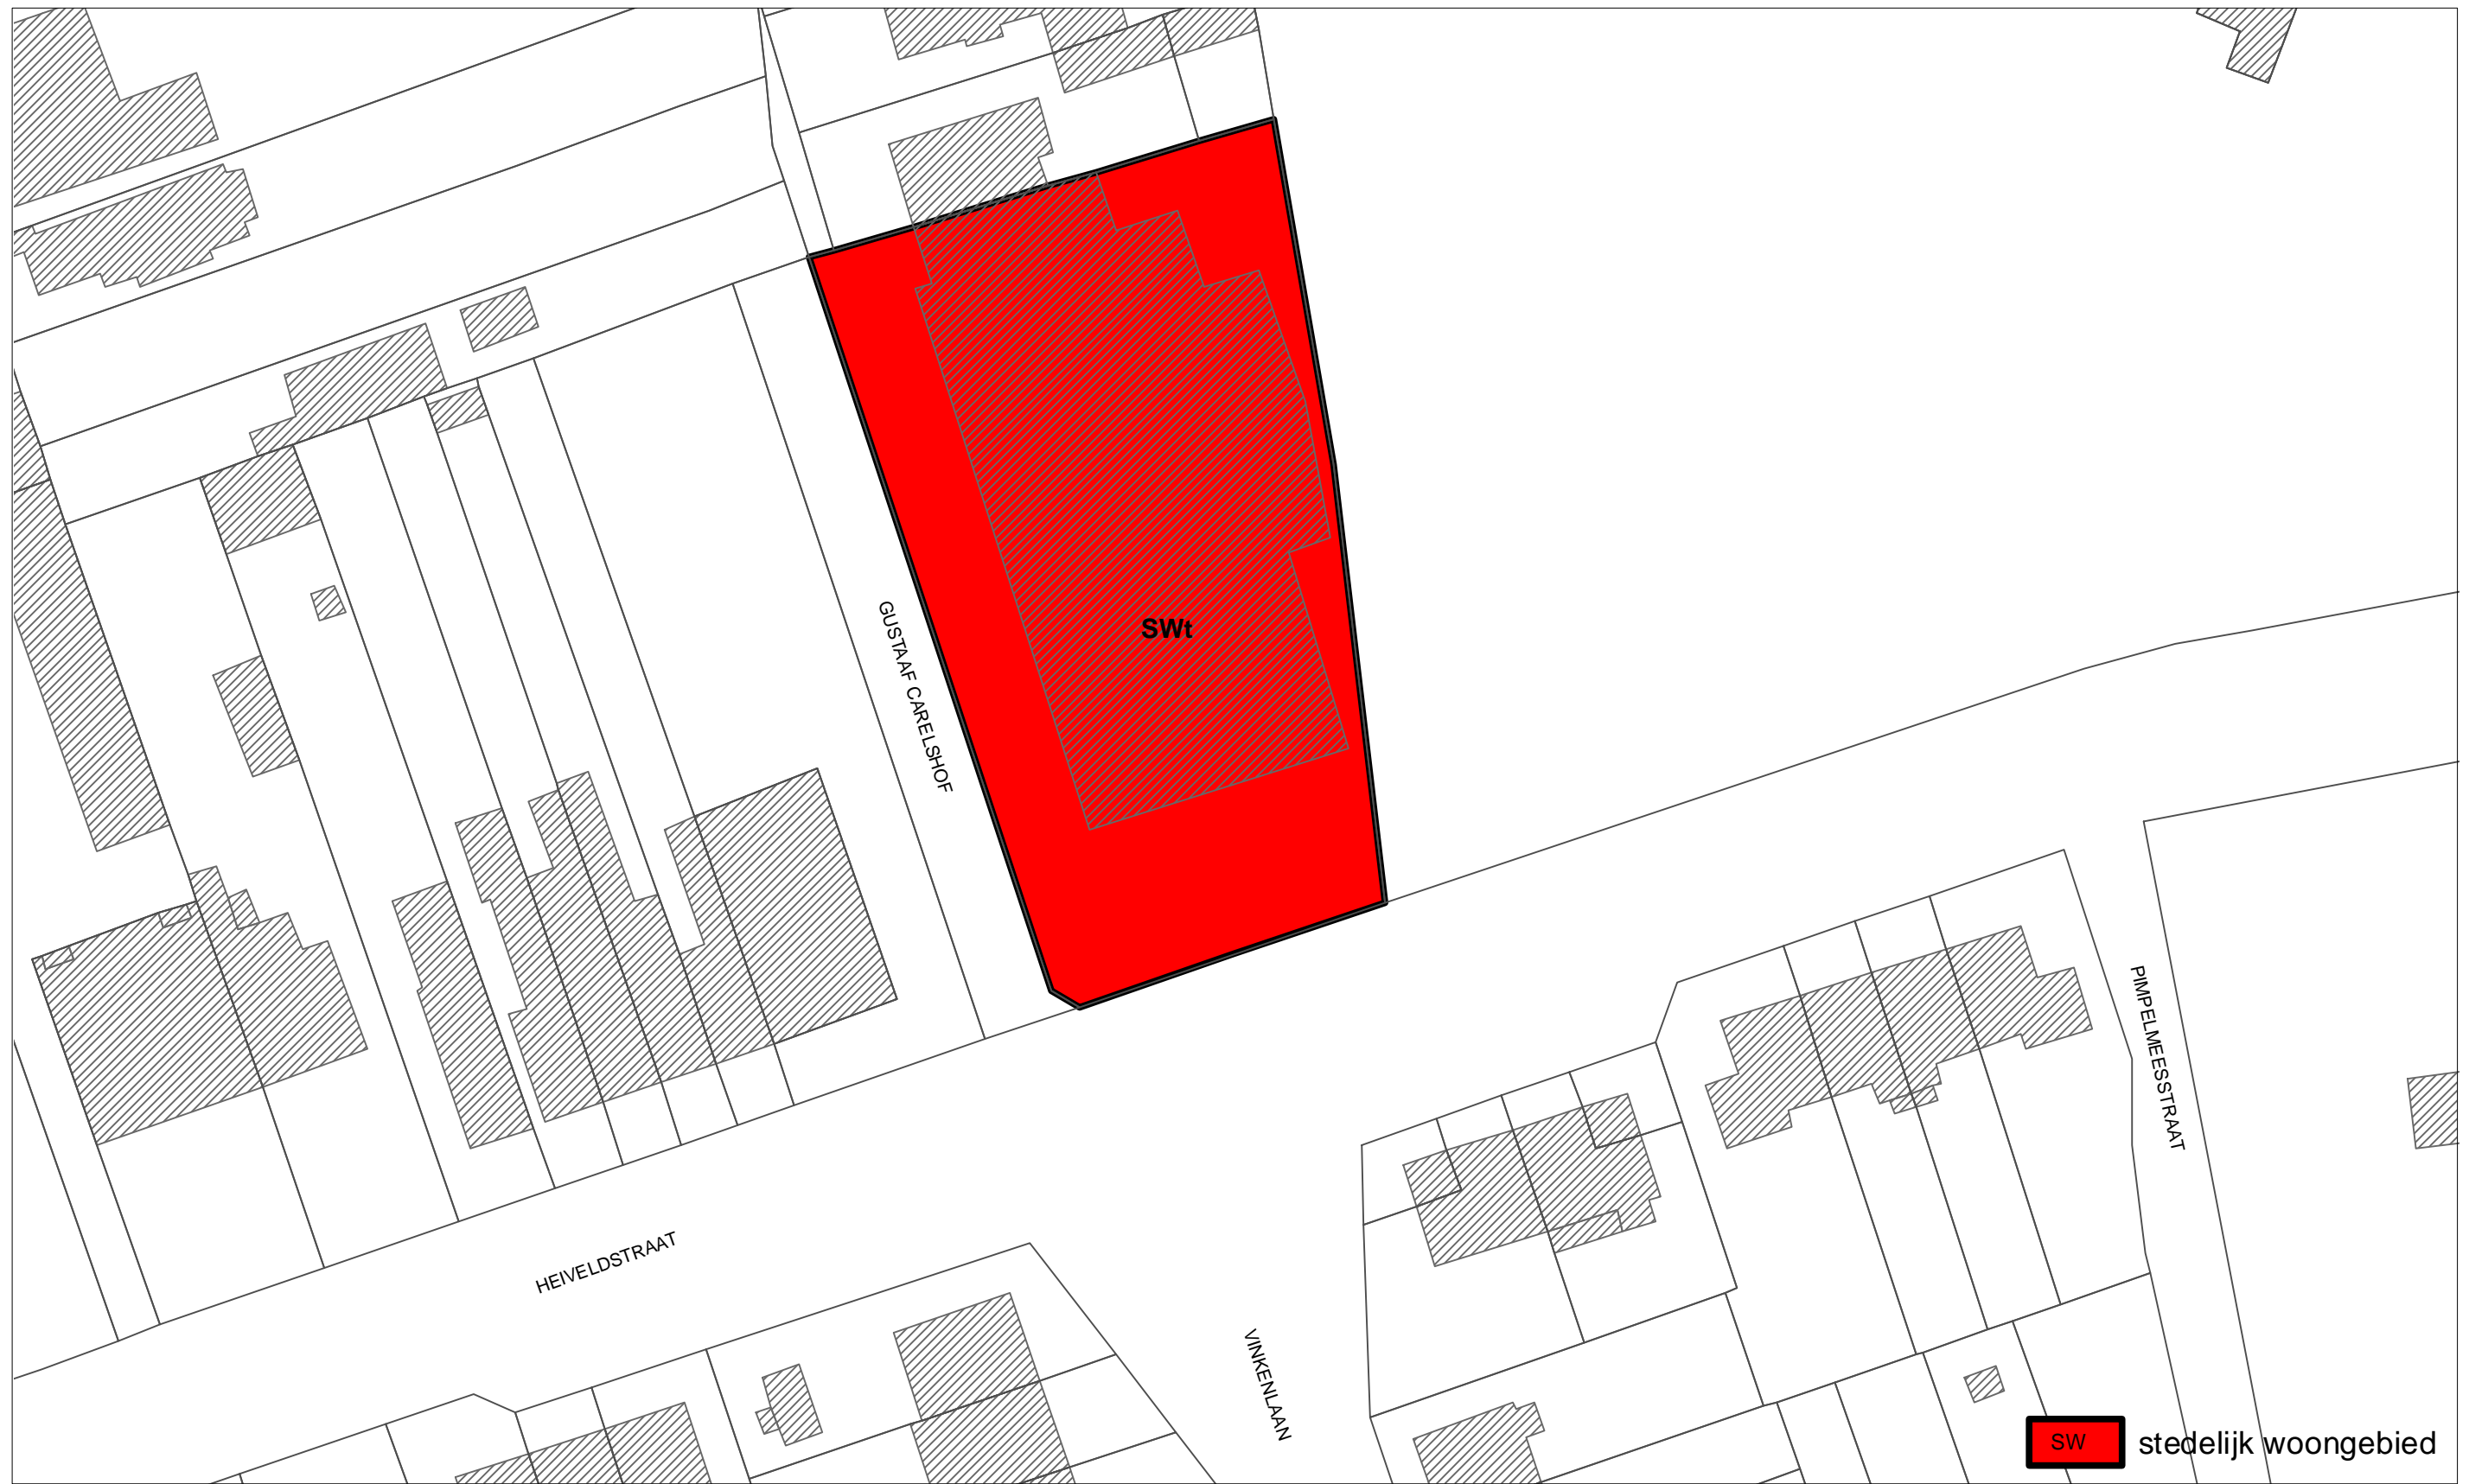 SWt
GUSTAAF CARELSHOF
PIMPELMEESSTRAAT
HEIVELDSTRAAT
VINKENLAAN
SW
stedelijk woongebied